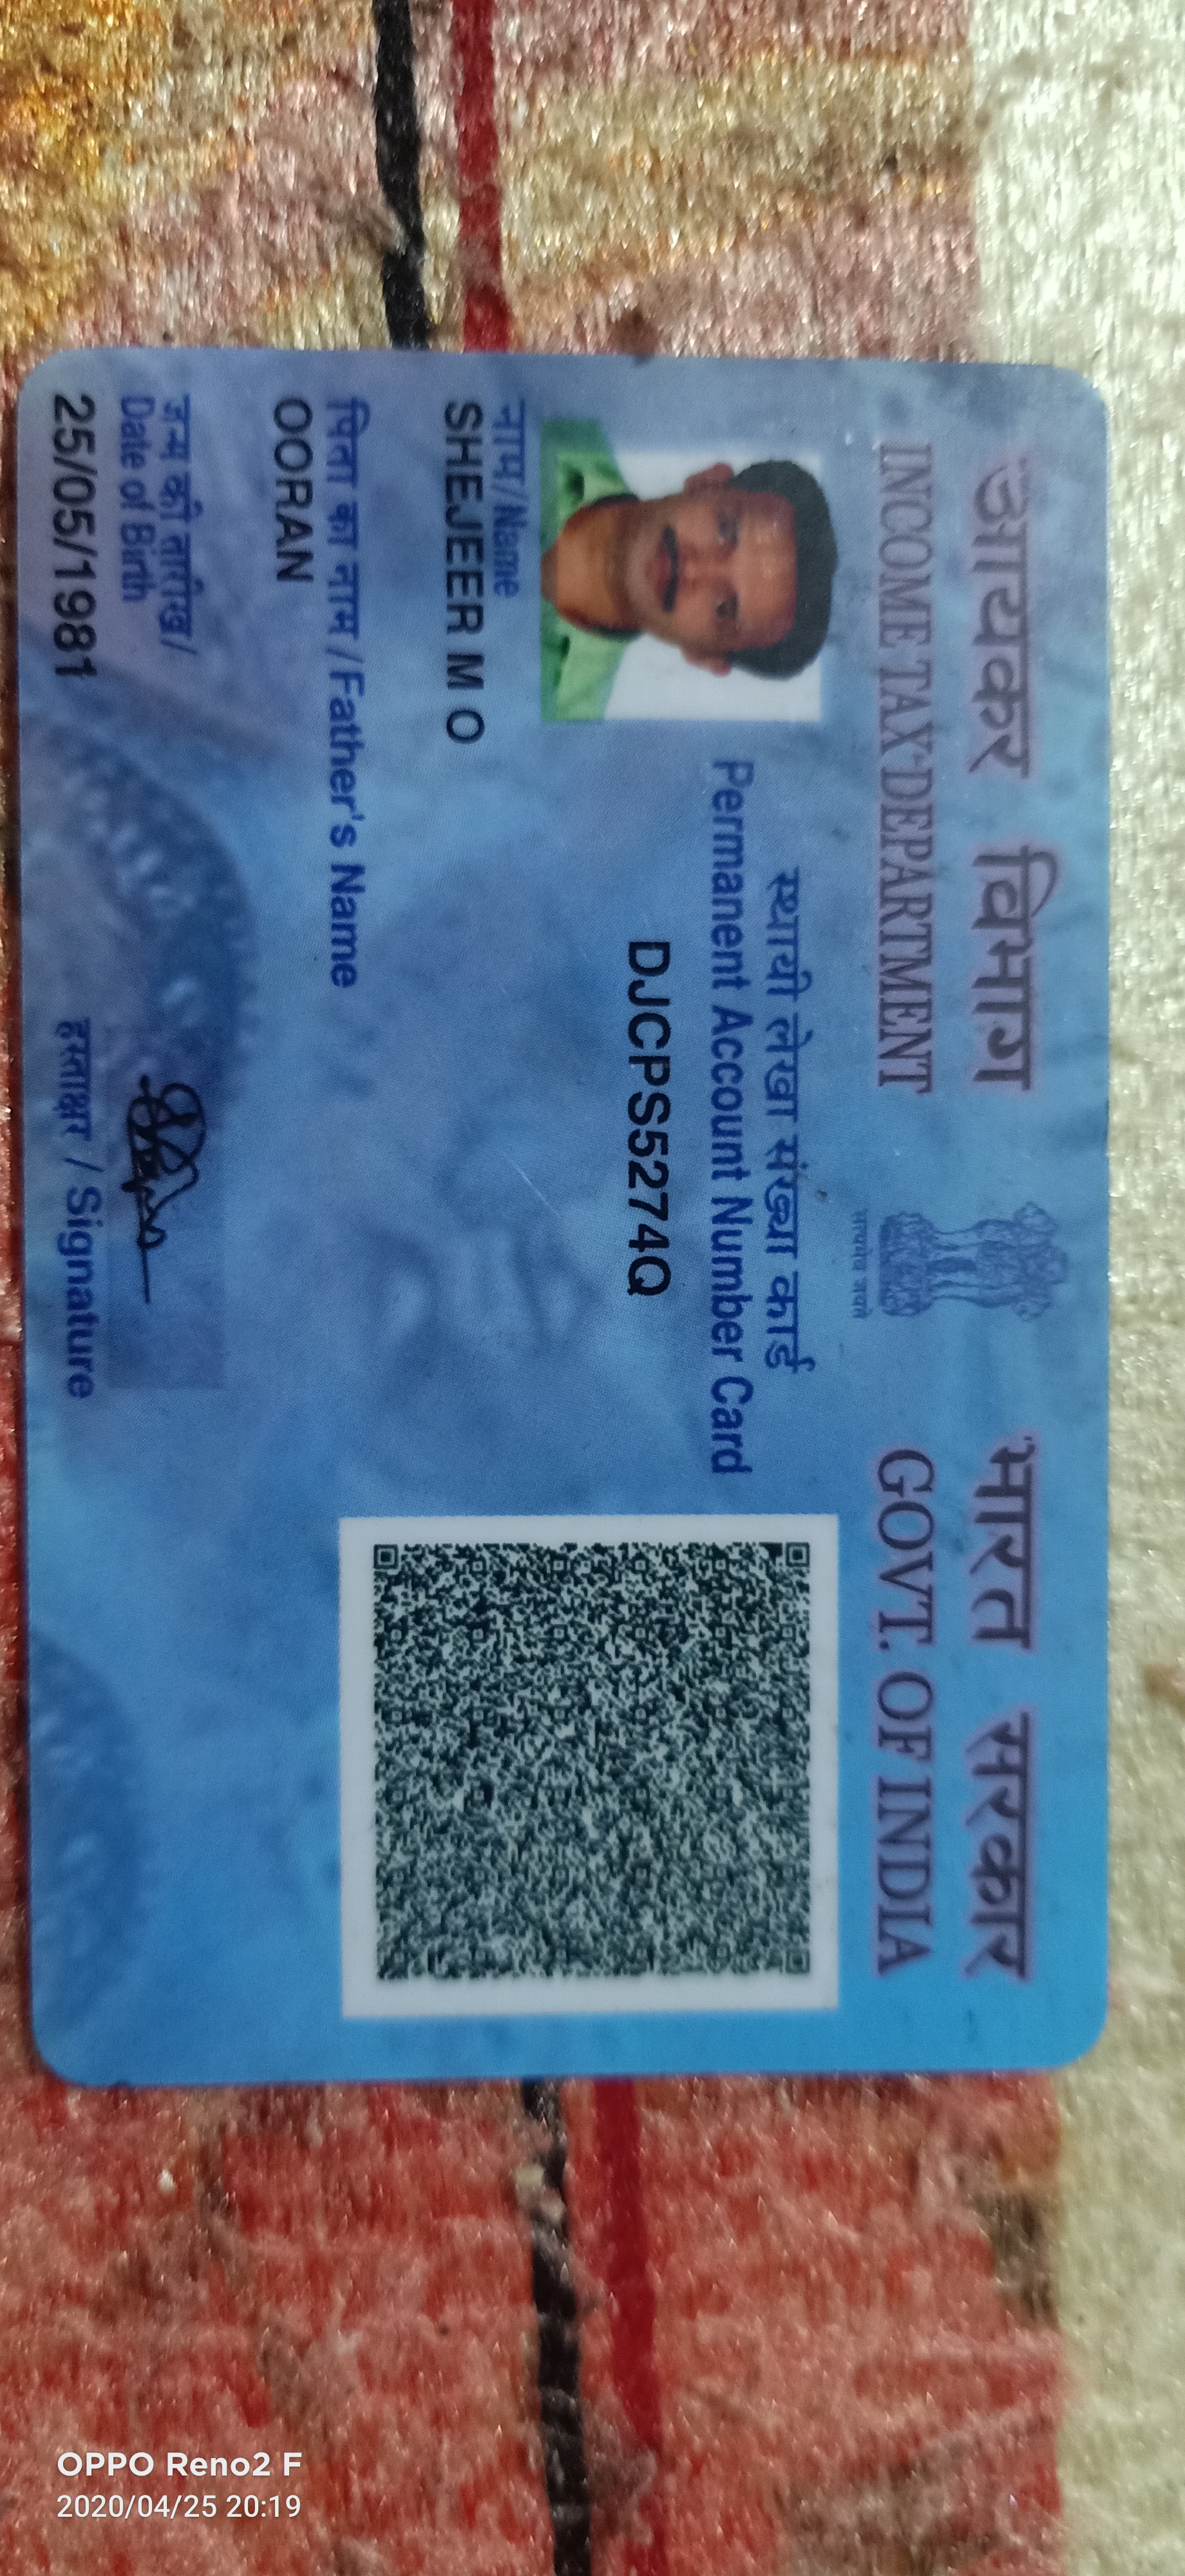 आयकर विभाग
INCOME TAX DEPARTMENT
सत्यमेव जयते
भारत सरकार
GOVT. OF INDIA
स्थायी लेखा संख्या कार्ड
Permanent Account Number Card
DJCPS5274Q
नाम/Name
SHEJEER M O
पिता का नाम/Father's Name
OORAN
जन्म की तारीख/
Date of Birth
25/05/1981
हस्ताक्षर / Signature
OPPO Reno2 F
2020/04/25 20:19